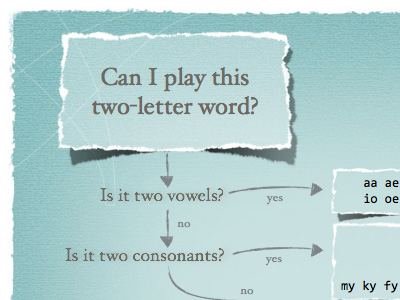 Can I play this
two-letter word?
Is it two vowels?
yes
aa ae
io oe
no
Is it two consonants?
yes
my ky fy
no